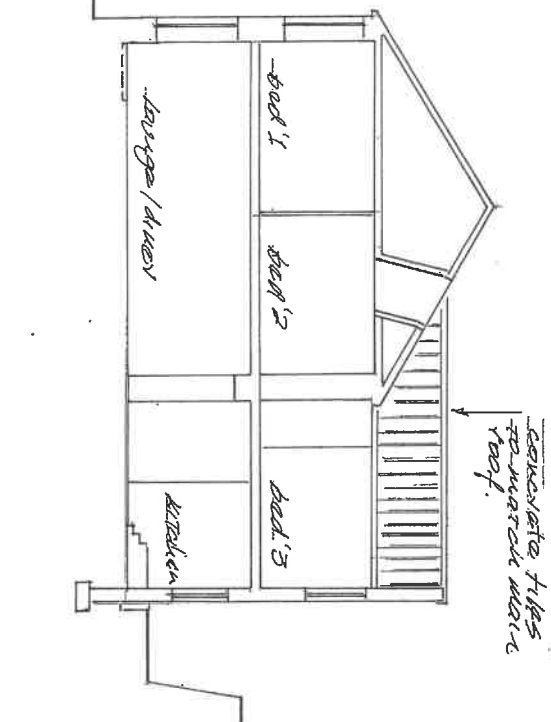 concrete tiles
to match main
roof.
bed 1
bed 2
bed 3
lounge/diner
kitchen